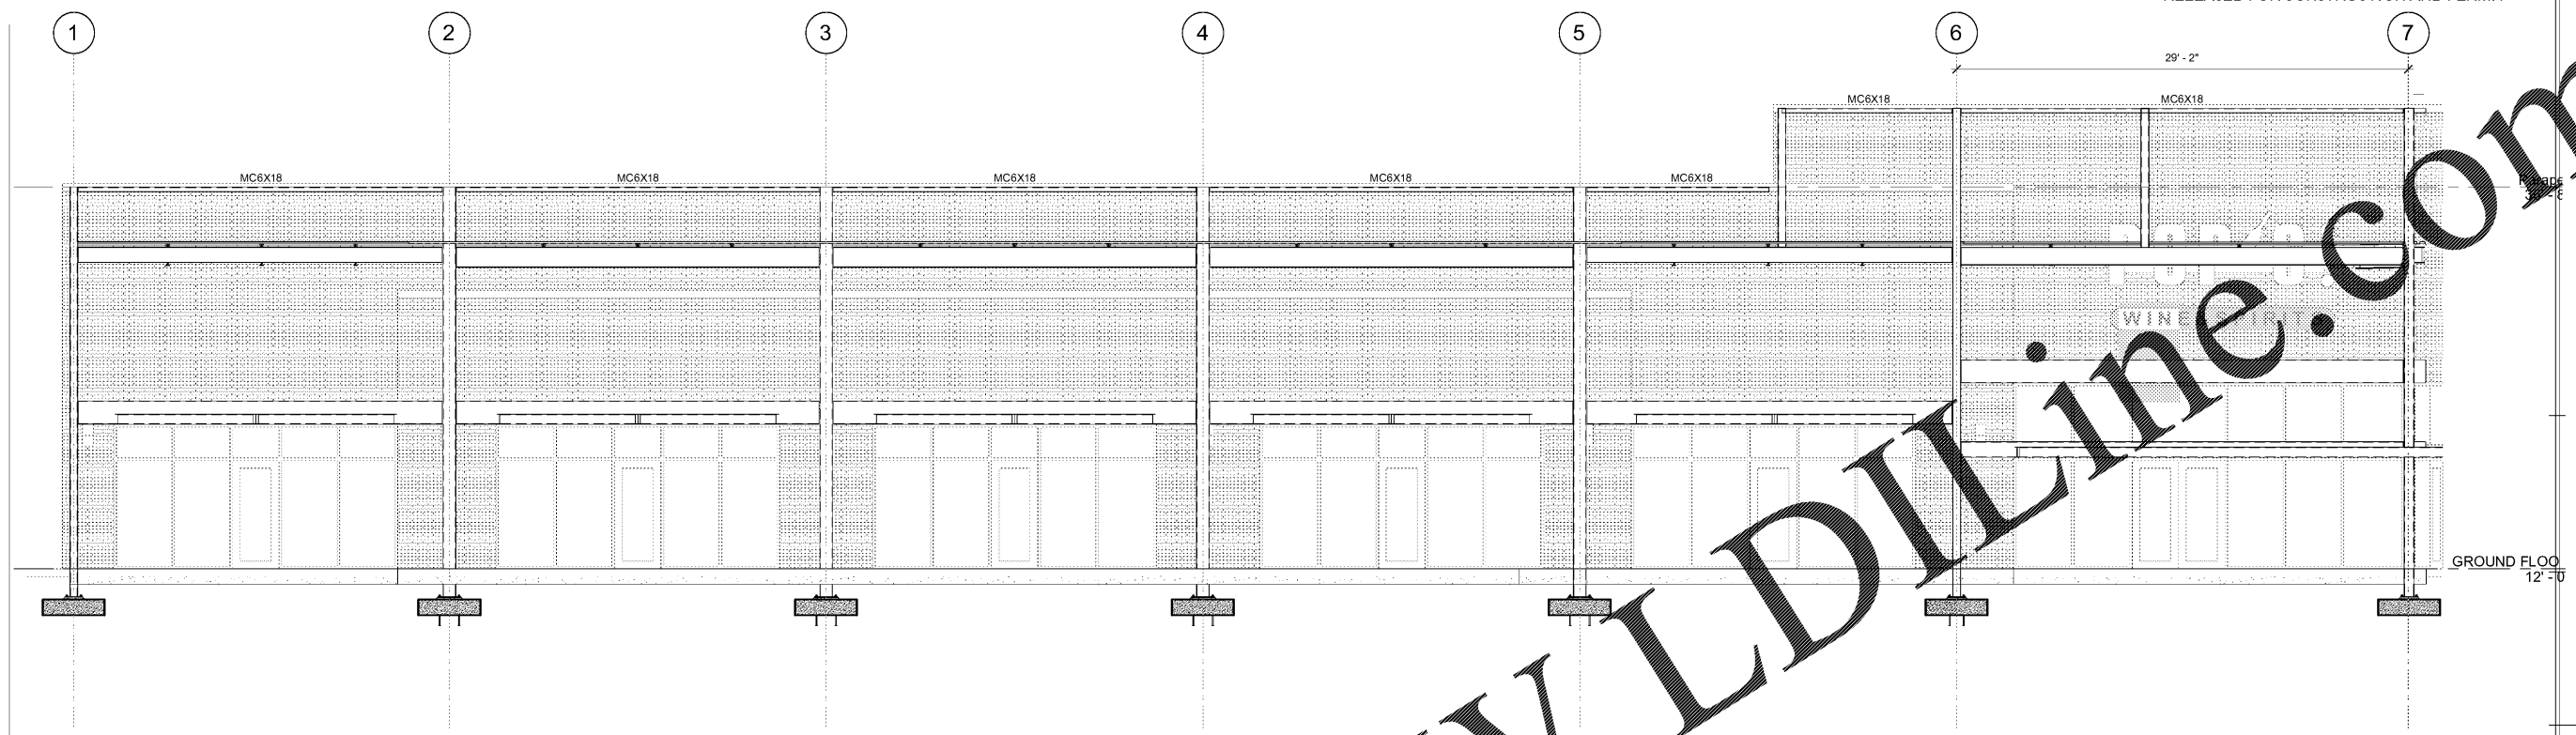 1 2 3 4 5 6 7
29' - 2"
MC6X18 MC6X18
MC6X18 MC6X18 MC6X18 MC6X18 MC6X18
WINE
GROUND FLOO
12' - 0
LDILine.com